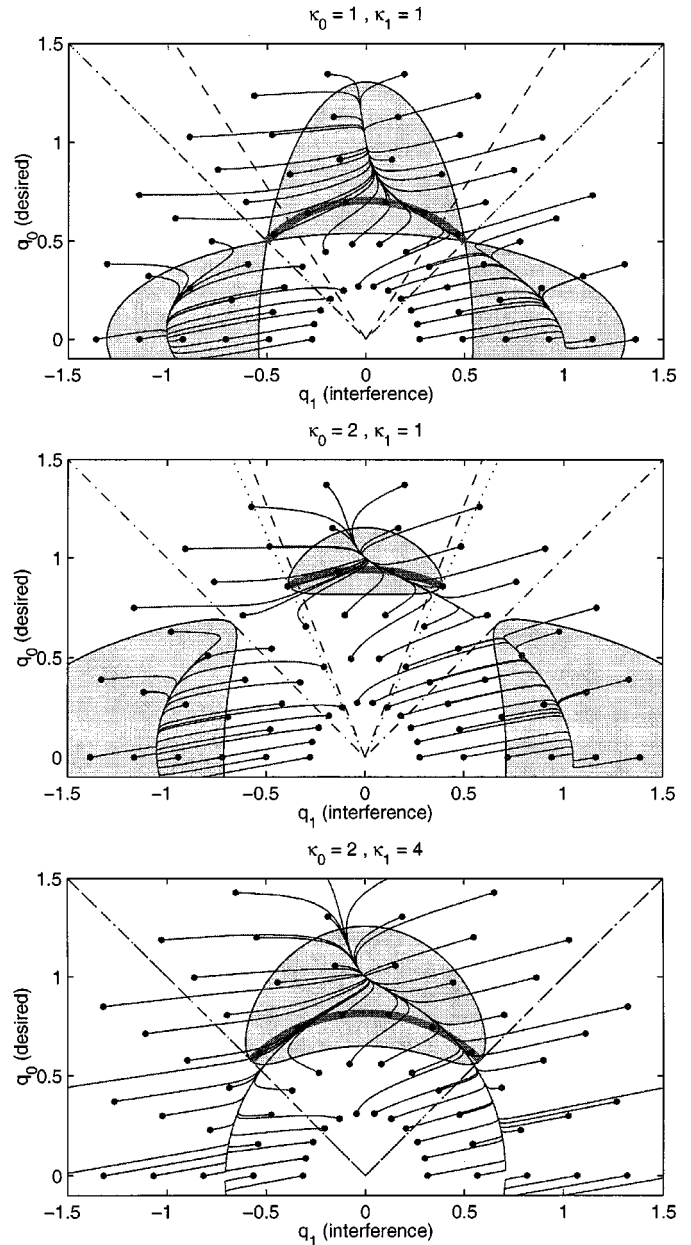 κ₀ = 1 , κ₁ = 1
1.5
1
0.5
0
q₀ (desired)
−1.5 −1 −0.5 0 0.5 1 1.5
q₁ (interference)
κ₀ = 2 , κ₁ = 1
1.5
1
0.5
0
q₀ (desired)
−1.5 −1 −0.5 0 0.5 1 1.5
q₁ (interference)
κ₀ = 2 , κ₁ = 4
1.5
1
0.5
0
q₀ (desired)
−1.5 −1 −0.5 0 0.5 1 1.5
q₁ (interference)